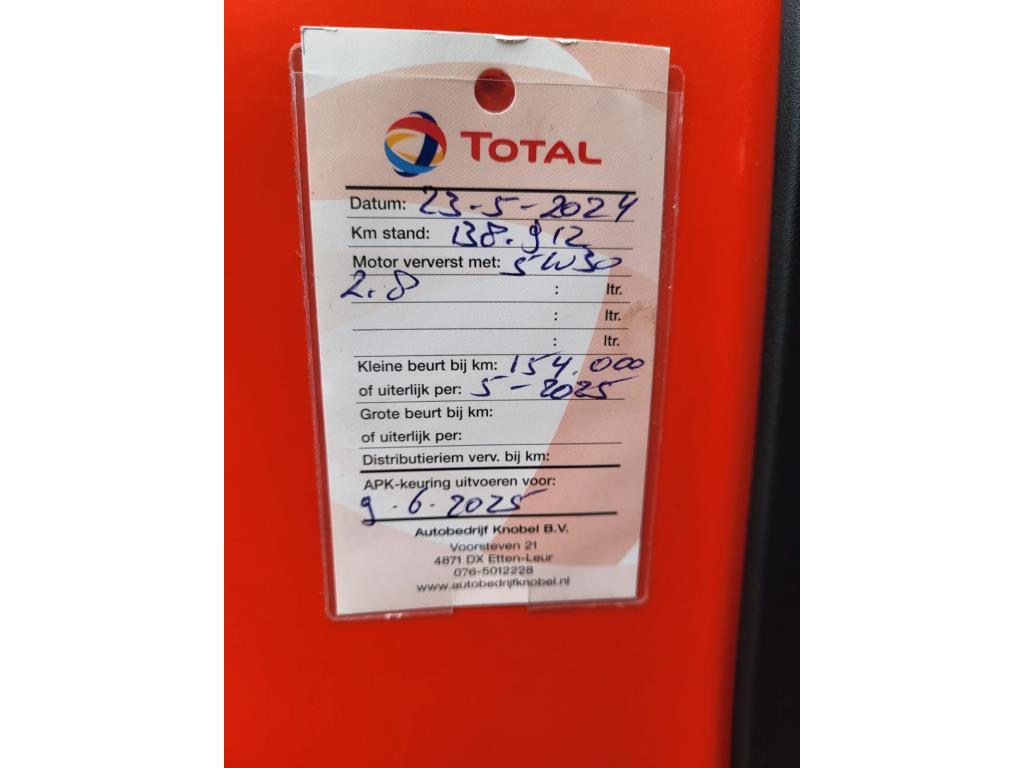 TOTAL
Datum: 23-5-2024
Km stand: 138.912
Motor ververst met: 5W30
2.8 : ltr.
: ltr.
: ltr.
Kleine beurt bij km: 154.000
of uiterlijk per: 5-2025
Grote beurt bij km:
of uiterlijk per:
Distributieriem verv. bij km:
APK-keuring uitvoeren voor:
9-6-2025
Autobedrijf Knobel B.V.
Voorsteven 21
4871 DX Etten-Leur
076-5012228
www.autobedrijfknobel.nl